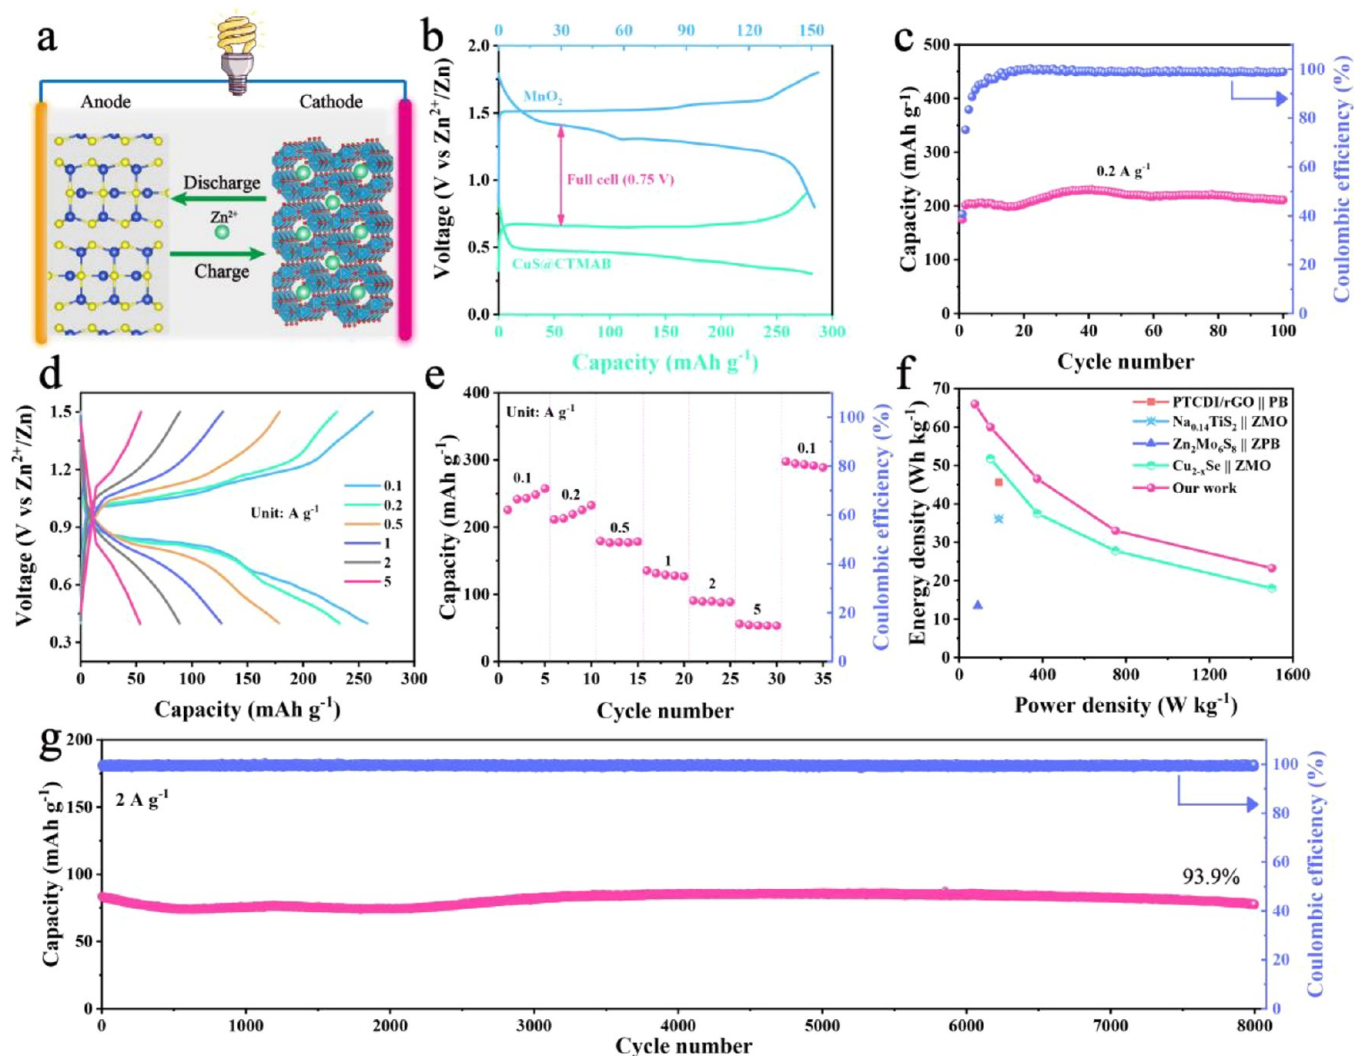 a
Anode
Cathode
Discharge
Zn²⁺
Charge
b
0 30 60 90 120 150
2.0
1.5
1.0
0.5
0.0
Voltage (V vs Zn²⁺/Zn)
MnO₂
Full cell (0.75 V)
CuS@CTMAB
0 50 100 150 200 250 300
Capacity (mAh g⁻¹)
c
500
400
300
200
100
0
Capacity (mAh g⁻¹)
0.2 A g⁻¹
100
80
60
40
20
0
Coulombic efficiency (%)
0 20 40 60 80 100
Cycle number
d
1.5
1.2
0.9
0.6
0.3
Voltage (V vs Zn²⁺/Zn)
Unit: A g⁻¹
0.1
0.2
0.5
1
2
5
0 50 100 150 200 250 300
Capacity (mAh g⁻¹)
e
400
300
200
100
0
Capacity (mAh g⁻¹)
Unit: A g⁻¹
0.1
0.2
0.5
1
2
5
0.1
100
80
60
40
20
0
Coulombic efficiency (%)
0 5 10 15 20 25 30 35
Cycle number
f
70
60
50
40
30
20
10
0
Energy density (Wh kg⁻¹)
PTCDI/rGO || PB
Na₀.₁₄TiS₂ || ZMO
Zn₂Mo₆S₈ || ZPB
Cu₂₋ₓSe || ZMO
Our work
0 400 800 1200 1600
Power density (W kg⁻¹)
g
200
150
100
50
0
Capacity (mAh g⁻¹)
2 A g⁻¹
93.9%
100
80
60
40
20
0
Coulombic efficiency (%)
0 1000 2000 3000 4000 5000 6000 7000 8000
Cycle number